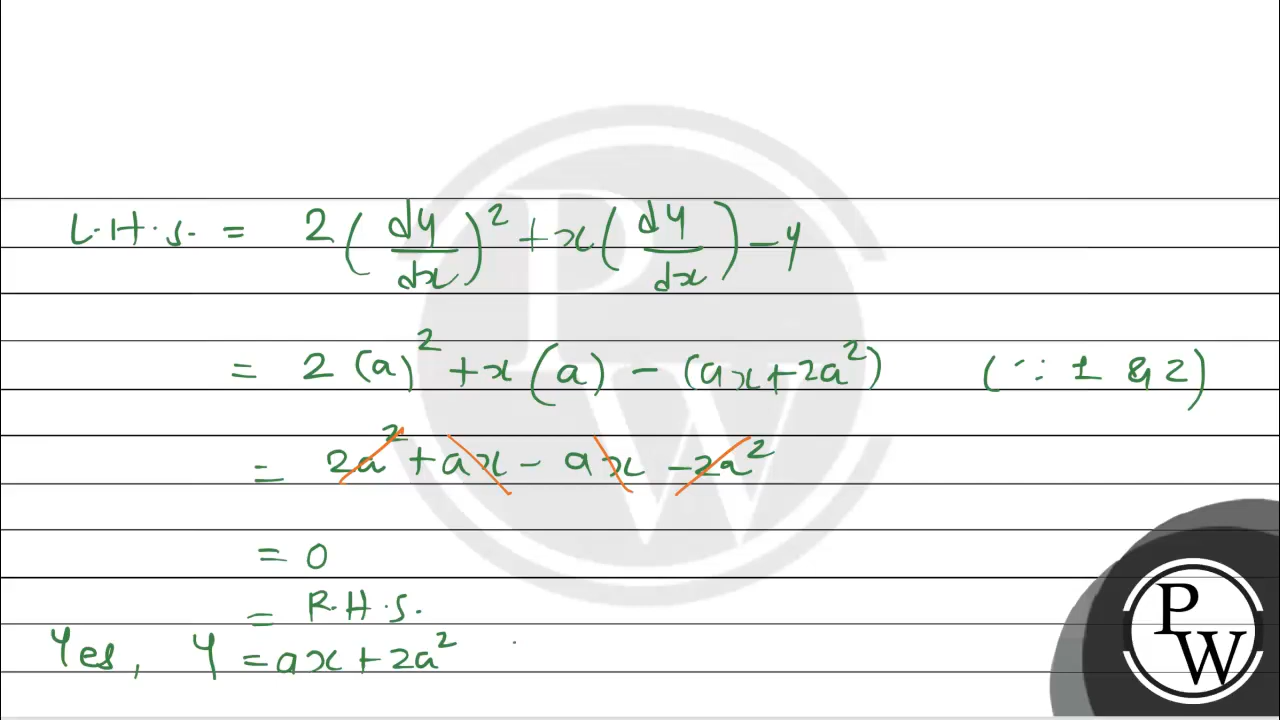 L.H.S. = 2(dy/dx)² + x(dy/dx) - y
= 2(a)² + x(a) - (ax + 2a²) (∵ 1 & 2)
= 2a² + ax - ax - 2a²
= 0
= R.H.S.
Yes, y = ax + 2a²
P
W
P
W